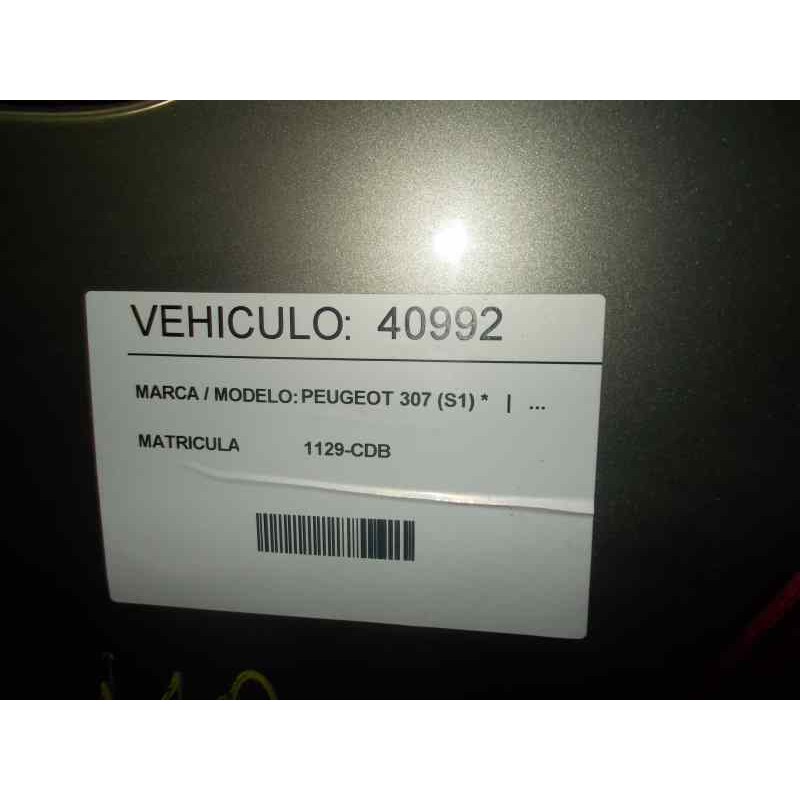 VEHICULO: 40992
MARCA / MODELO: PEUGEOT 307 (S1) * | ...
MATRICULA 1129-CDB